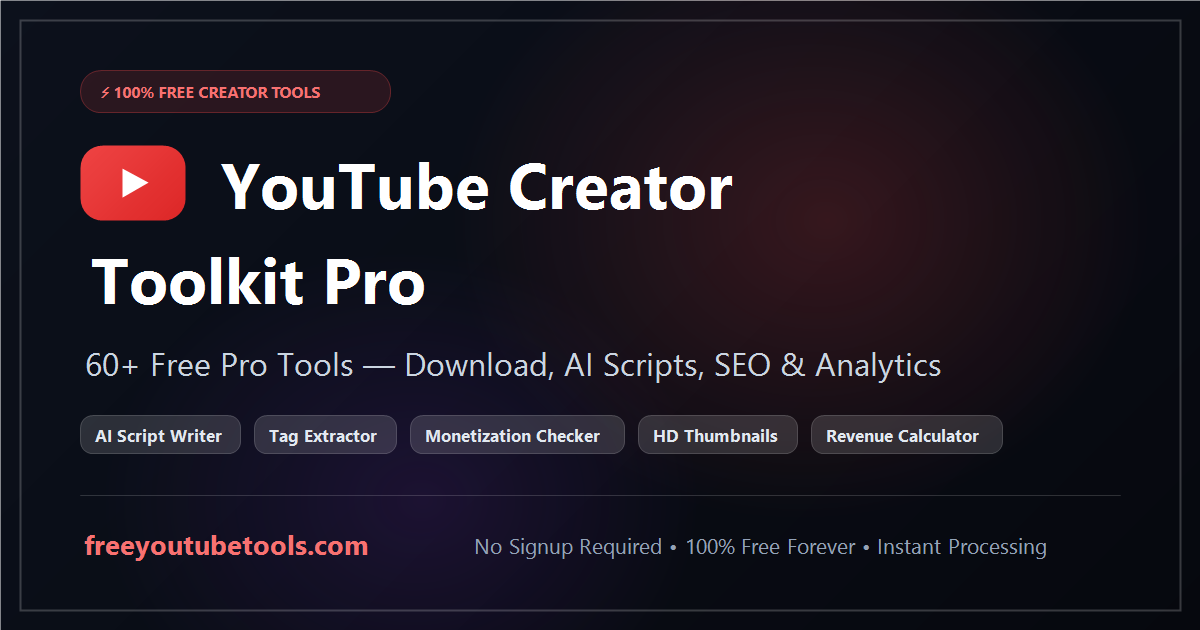 ⚡ 100% FREE CREATOR TOOLS
YouTube Creator
Toolkit Pro
60+ Free Pro Tools — Download, AI Scripts, SEO & Analytics
AI Script Writer Tag Extractor Monetization Checker HD Thumbnails Revenue Calculator
freeyoutubetools.com No Signup Required • 100% Free Forever • Instant Processing